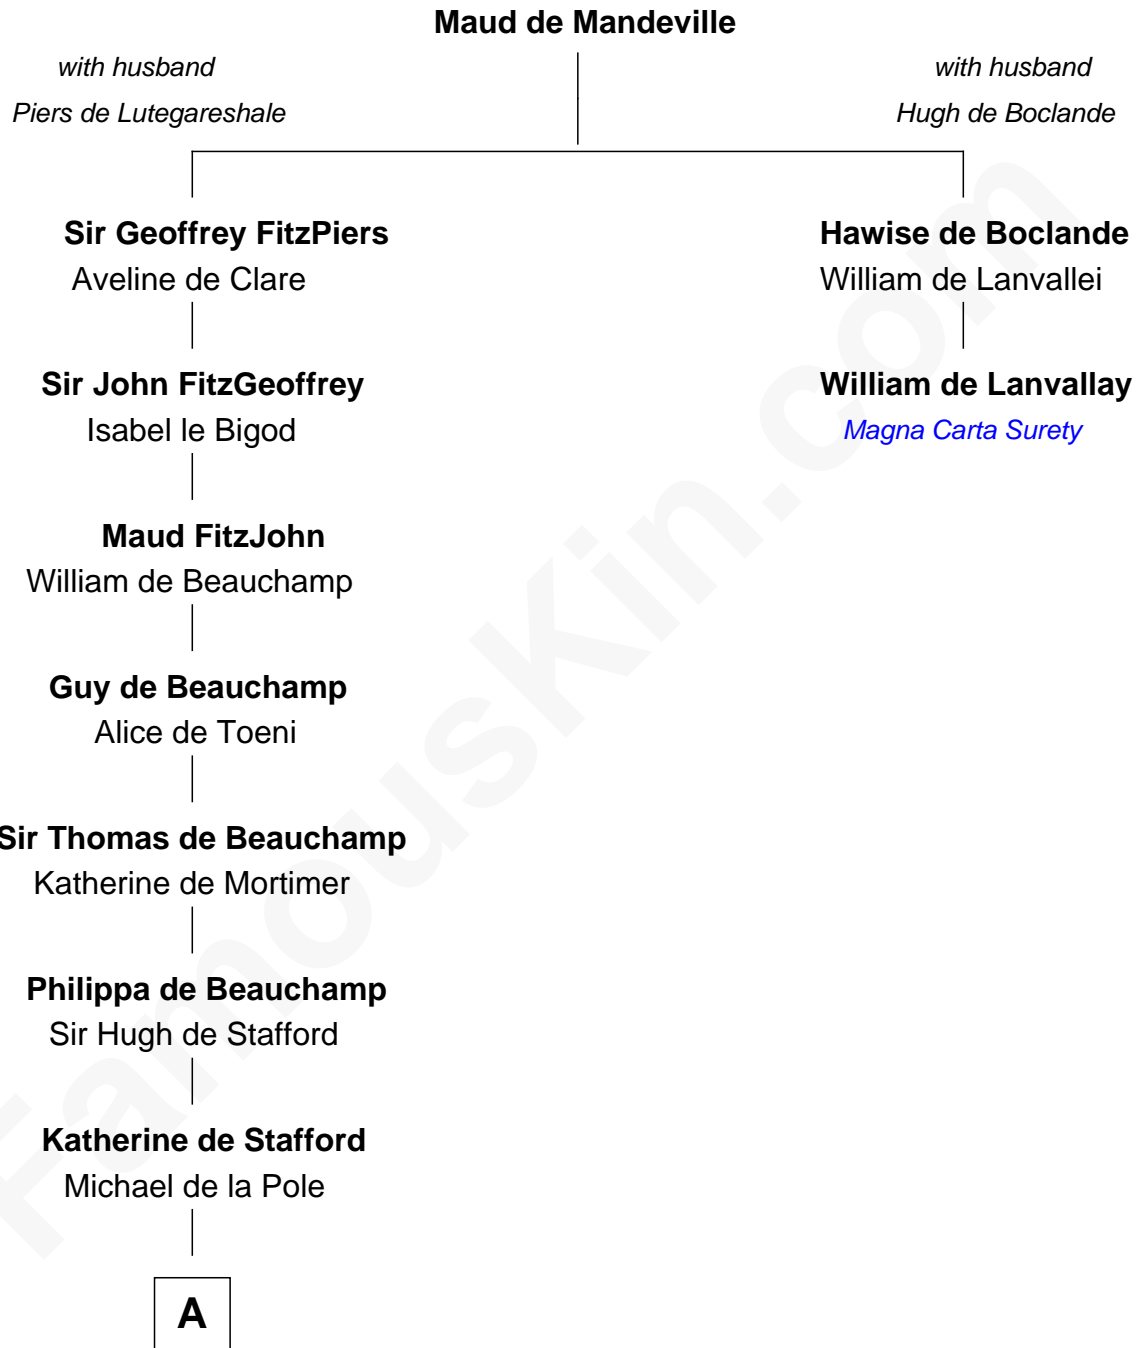 Maud de Mandeville
with husband
Piers de Lutegareshale
with husband
Hugh de Boclande
Sir Geoffrey FitzPiers
Aveline de Clare
Hawise de Boclande
William de Lanvallei
Sir John FitzGeoffrey
Isabel le Bigod
William de Lanvallay
Magna Carta Surety
Maud FitzJohn
William de Beauchamp
Guy de Beauchamp
Alice de Toeni
Sir Thomas de Beauchamp
Katherine de Mortimer
Philippa de Beauchamp
Sir Hugh de Stafford
Katherine de Stafford
Michael de la Pole
A
FamousKin.com